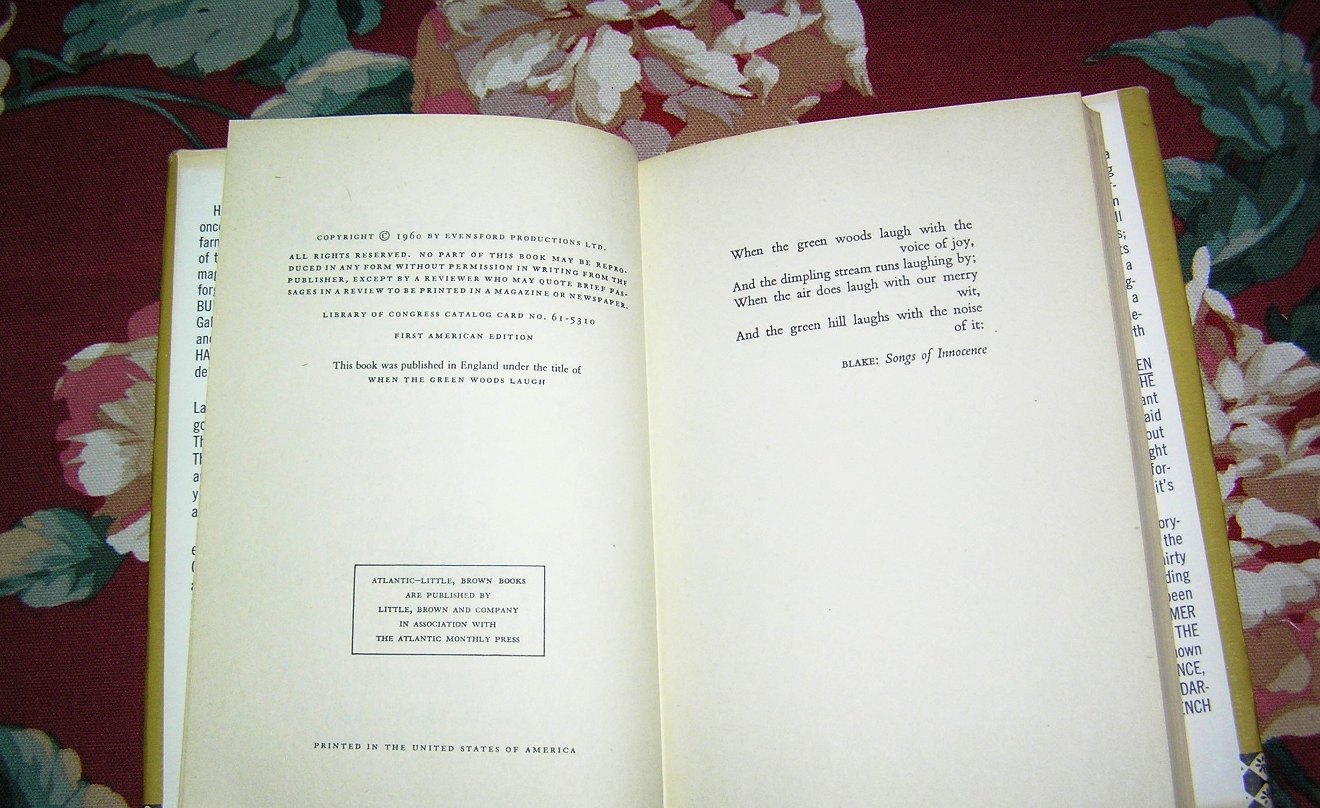 COPYRIGHT © 1960 BY EVENSFORD PRODUCTIONS LTD.
ALL RIGHTS RESERVED. NO PART OF THIS BOOK MAY BE REPRO-
DUCED IN ANY FORM WITHOUT PERMISSION IN WRITING FROM THE
PUBLISHER, EXCEPT BY A REVIEWER WHO MAY QUOTE BRIEF PAS-
SAGES IN A REVIEW TO BE PRINTED IN A MAGAZINE OR NEWSPAPER.
LIBRARY OF CONGRESS CATALOG CARD NO. 61-5310
FIRST AMERICAN EDITION
This book was published in England under the title of
WHEN THE GREEN WOODS LAUGH
ATLANTIC–LITTLE, BROWN BOOKS
ARE PUBLISHED BY
LITTLE, BROWN AND COMPANY
IN ASSOCIATION WITH
THE ATLANTIC MONTHLY PRESS
PRINTED IN THE UNITED STATES OF AMERICA
When the green woods laugh with the
voice of joy,
And the dimpling stream runs laughing by;
When the air does laugh with our merry
wit,
And the green hill laughs with the noise
of it:
BLAKE: Songs of Innocence
a
it's
the
THE